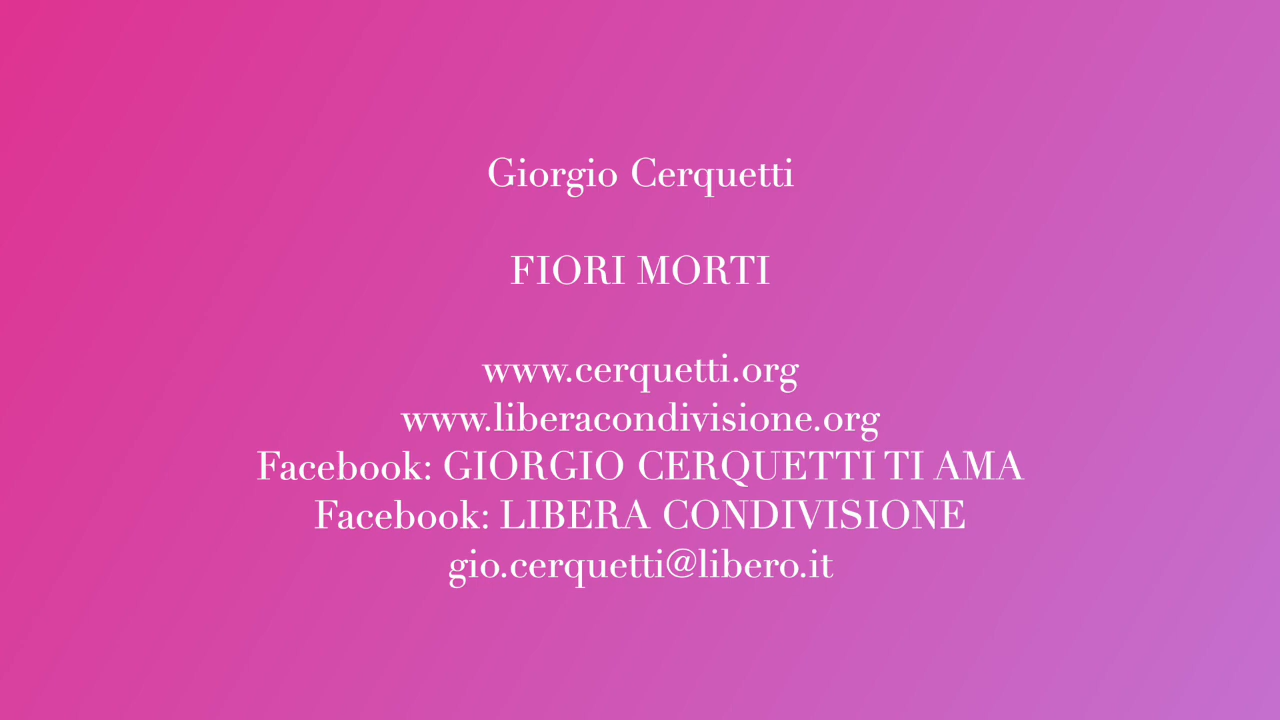 Giorgio Cerquetti
FIORI MORTI
www.cerquetti.org
www.liberacondivisione.org
Facebook: GIORGIO CERQUETTI TI AMA
Facebook: LIBERA CONDIVISIONE
gio.cerquetti@libero.it